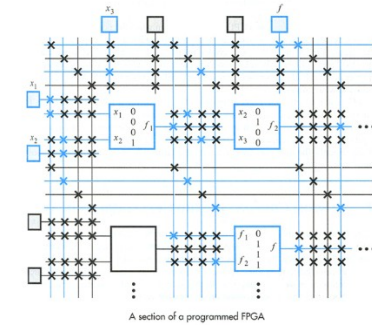 x3 f
x1
x1 0 0 0 x2 1 f1
x2 0 1 0 x3 0 f2
x2
f1 0 1 1 f2 1 f
A section of a programmed FPGA